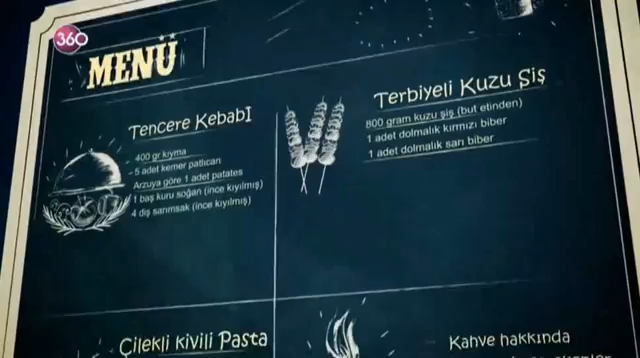 360
MENÜ
Tencere Kebabı
400 gr kıyma
5 adet kemer patlıcan
Arzuya göre 1 adet patates
1 baş kuru soğan (ince kıyılmış)
4 diş sarımsak (ince kıyılmış)
Terbiyeli Kuzu Şiş
800 gram kuzu şiş (but etinden)
1 adet dolmalık kırmızı biber
1 adet dolmalık sarı biber
Çilekli kivili Pasta
Kahve hakkında